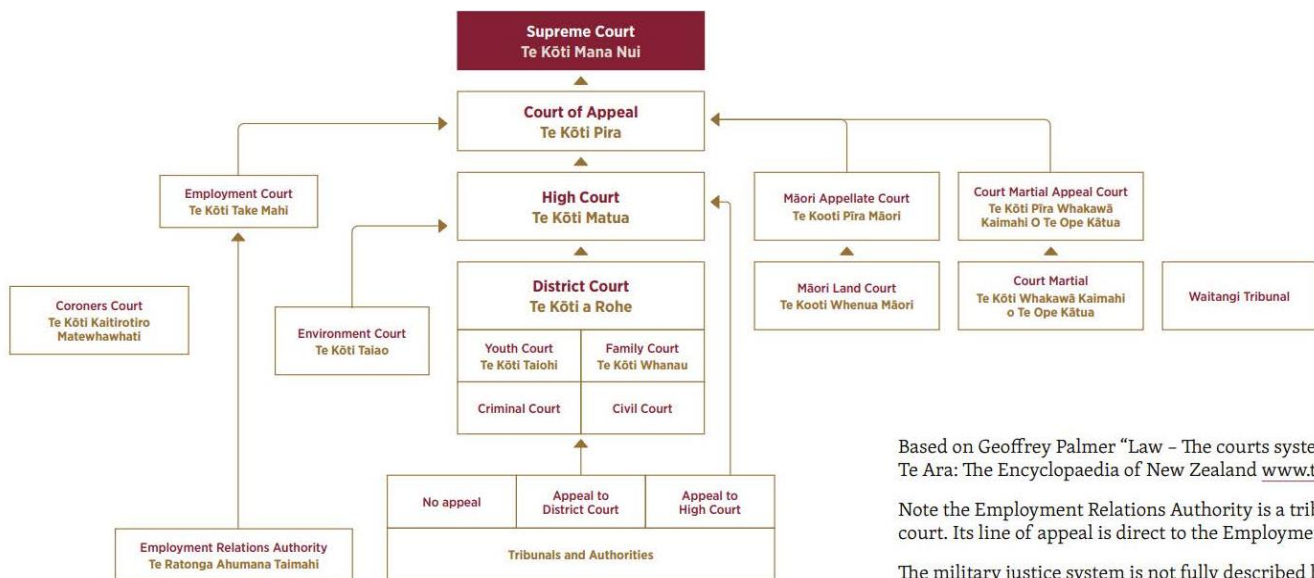 Supreme Court
Te Kōti Mana Nui
Court of Appeal
Te Kōti Pira
Employment Court
Te Kōti Take Mahi
High Court
Te Kōti Matua
Māori Appellate Court
Te Kooti Pīra Māori
Court Martial Appeal Court
Te Kōti Pīra Whakawā
Kaimahi O Te Ope Kātua
Coroners Court
Te Kōti Kaitirotiro
Matewhawhati
Environment Court
Te Kōti Taiao
District Court
Te Kōti a Rohe
Youth Court
Te Kōti Taiohi
Family Court
Te Kōti Whanau
Criminal Court
Civil Court
Māori Land Court
Te Kooti Whenua Māori
Court Martial
Te Kōti Whakawā Kaimahi
o Te Ope Kātua
Waitangi Tribunal
No appeal
Appeal to
District Court
Appeal to
High Court
Tribunals and Authorities
Employment Relations Authority
Te Ratonga Ahumana Taimahi
Based on Geoffrey Palmer “Law – The courts syste
Te Ara: The Encyclopaedia of New Zealand www.t
Note the Employment Relations Authority is a trib
court. Its line of appeal is direct to the Employme
The military justice system is not fully described